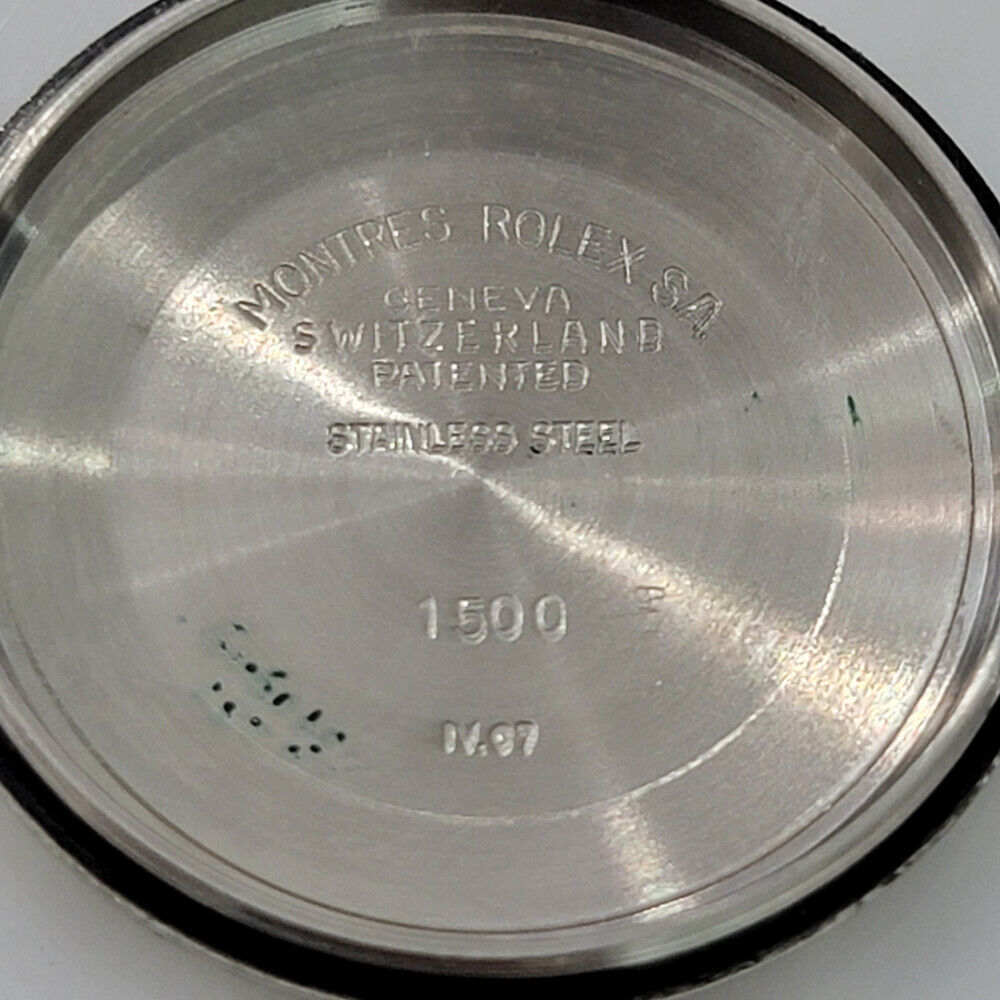 MONTRES ROLEX SA
GENEVA
SWITZERLAND
PATENTED
STAINLESS STEEL
1500
IV.67